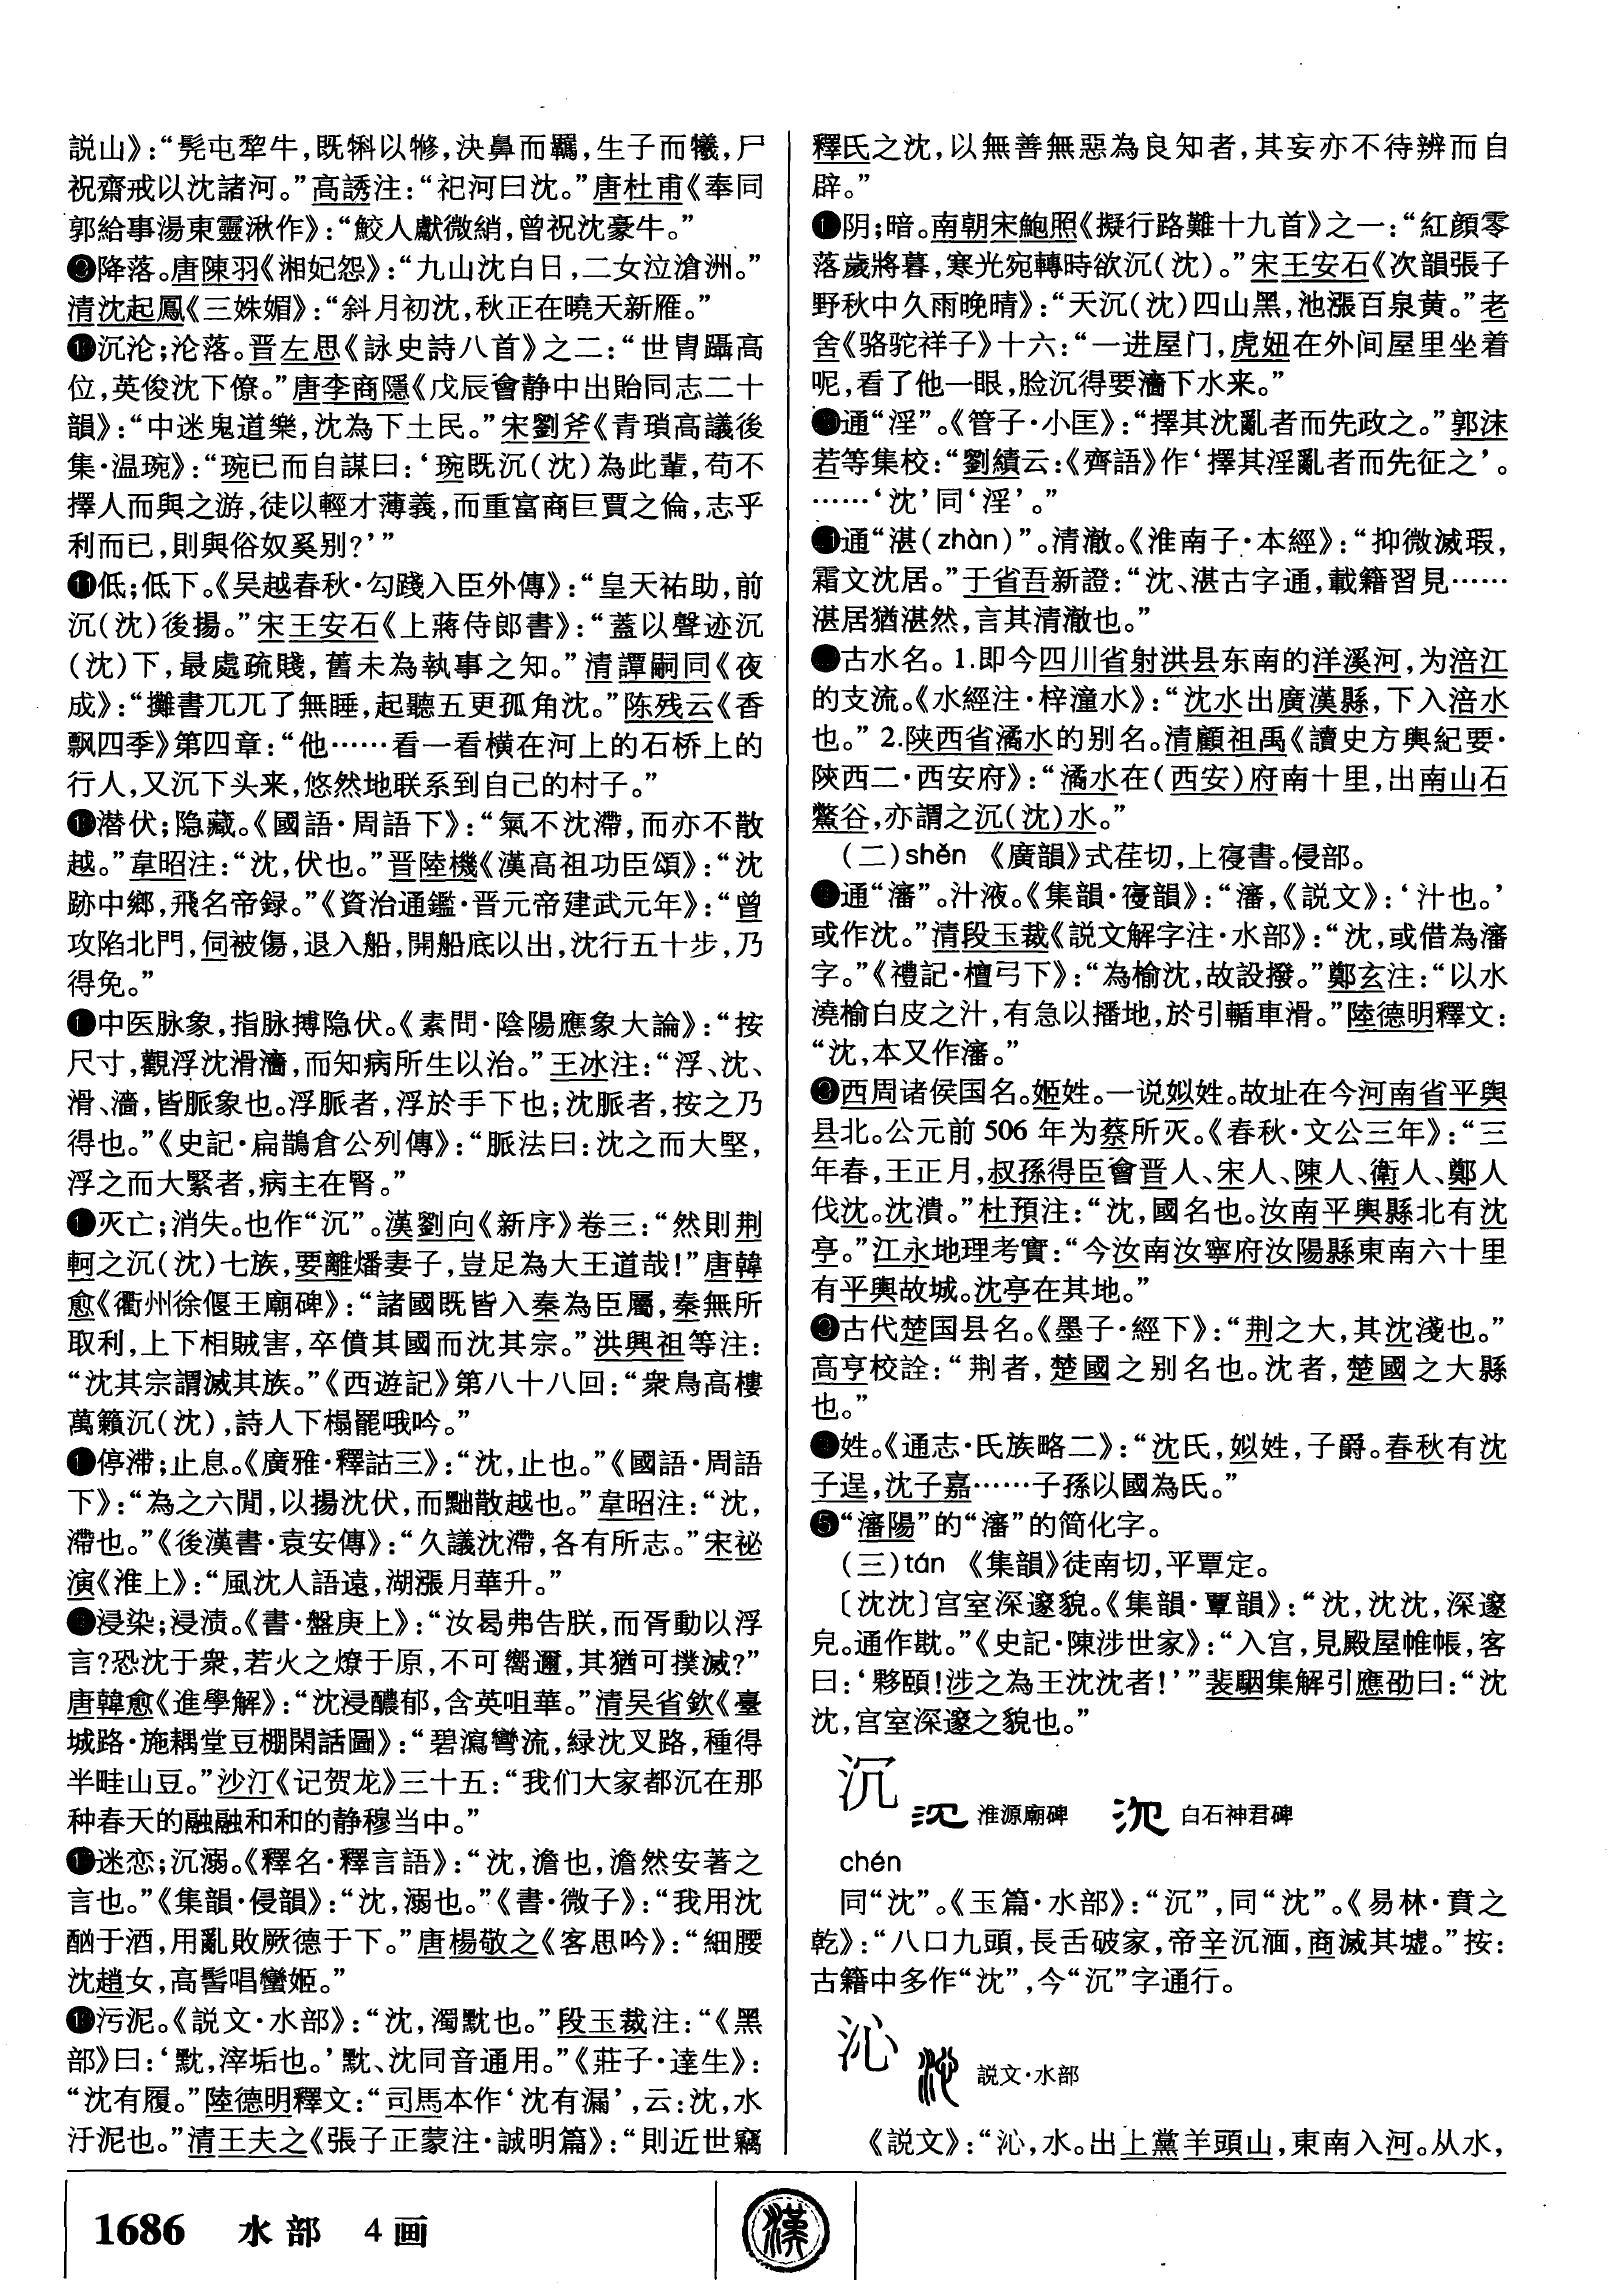 説山》：“髡屯犂牛，既𤙔以㹋，決鼻而羈，生子而犧，尸
祝齋戒以沈諸河。”高誘注：“祀河曰沈。”唐杜甫《奉同
郭給事湯東靈湫作》：“鮫人獻微綃，曾祝沈豪牛。”
降落。唐陳羽《湘妃怨》：“九山沈白日，二女泣滄洲。”
清沈起鳳《三姝媚》：“斜月初沈，秋正在曉天新雁。”
沉沦；沦落。晋左思《詠史詩八首》之二：“世胄躡高
位，英俊沈下僚。”唐李商隱《戊辰會静中出貽同志二十
韻》：“中迷鬼道樂，沈為下土民。”宋劉斧《青瑣高議後
集·温琬》：“琬已而自謀曰：‘琬既沉（沈）為此輩，苟不
擇人而與之游，徒以輕才薄義，而重富商巨賈之倫，志乎
利而已，則與俗奴奚别？’”
低；低下。《吴越春秋·勾踐入臣外傳》：“皇天祐助，前
沉（沈）後揚。”宋王安石《上蔣侍郎書》：“蓋以聲迹沉
（沈）下，最處疏賤，舊未為執事之知。”清譚嗣同《夜
成》：“攤書兀兀了無睡，起聽五更孤角沈。”陈残云《香
飘四季》第四章：“他……看一看横在河上的石桥上的
行人，又沉下头来，悠然地联系到自己的村子。”
潜伏；隐藏。《國語·周語下》：“氣不沈滯，而亦不散
越。”韋昭注：“沈，伏也。”晋陸機《漢高祖功臣頌》：“沈
跡中鄉，飛名帝録。”《資治通鑑·晋元帝建武元年》：“曾
攻陷北門，伺被傷，退入船，開船底以出，沈行五十步，乃
得免。”
中医脉象，指脉搏隐伏。《素問·陰陽應象大論》：“按
尺寸，觀浮沈滑濇，而知病所生以治。”王冰注：“浮、沈、
滑、濇，皆脈象也。浮脈者，浮於手下也；沈脈者，按之乃
得也。”《史記·扁鵲倉公列傳》：“脈法曰：沈之而大堅，
浮之而大緊者，病主在腎。”
灭亡；消失。也作“沉”。漢劉向《新序》卷三：“然則荆
軻之沉（沈）七族，要離燔妻子，豈足為大王道哉！”唐韓
愈《衢州徐偃王廟碑》：“諸國既皆入秦為臣屬，秦無所
取利，上下相賊害，卒僨其國而沈其宗。”洪興祖等注：
“沈其宗謂滅其族。”《西遊記》第八十八回：“衆鳥高樓
萬籟沉（沈），詩人下榻罷哦吟。”
停滞；止息。《廣雅·釋詁三》：“沈，止也。”《國語·周語
下》：“為之六閒，以揚沈伏，而黜散越也。”韋昭注：“沈，
滯也。”《後漢書·袁安傳》：“久議沈滯，各有所志。”宋祕
演《淮上》：“風沈人語遠，湖漲月華升。”
浸染；浸渍。《書·盤庚上》：“汝曷弗告朕，而胥動以浮
言？恐沈于衆，若火之燎于原，不可嚮邇，其猶可撲滅？”
唐韓愈《進學解》：“沈浸醲郁，含英咀華。”清吴省欽《臺
城路·施耦堂豆棚閑話圖》：“碧瀉彎流，緑沈叉路，種得
半畦山豆。”沙汀《记贺龙》三十五：“我们大家都沉在那
种春天的融融和和的静穆当中。”
迷恋；沉溺。《釋名·釋言語》：“沈，澹也，澹然安著之
言也。”《集韻·侵韻》：“沈，溺也。”《書·微子》：“我用沈
酗于酒，用亂敗厥德于下。”唐楊敬之《客思吟》：“細腰
沈趙女，高髻唱蠻姬。”
污泥。《説文·水部》：“沈，濁黕也。”段玉裁注：“《黑
部》曰：‘黕，滓垢也。’黕、沈同音通用。”《莊子·達生》：
“沈有履。”陸德明釋文：“司馬本作‘沈有漏’，云：沈，水
汙泥也。”清王夫之《張子正蒙注·誠明篇》：“則近世竊
釋氏之沈，以無善無惡為良知者，其妄亦不待辨而自
辟。”
阴；暗。南朝宋鮑照《擬行路難十九首》之一：“紅顔零
落歲將暮，寒光宛轉時欲沉（沈）。”宋王安石《次韻張子
野秋中久雨晚晴》：“天沉（沈）四山黑，池漲百泉黄。”老
舍《骆驼祥子》十六：“一进屋门，虎妞在外间屋里坐着
呢，看了他一眼，脸沉得要濇下水来。”
通“淫”。《管子·小匡》：“擇其沈亂者而先政之。”郭沫
若等集校：“劉績云：《齊語》作‘擇其淫亂者而先征之’。
……‘沈’同‘淫’。”
通“湛（zhàn）”。清澈。《淮南子·本經》：“抑微滅瑕，
霜文沈居。”于省吾新證：“沈、湛古字通，載籍習見……
湛居猶湛然，言其清澈也。”
古水名。1.即今四川省射洪县东南的洋溪河，为涪江
的支流。《水經注·梓潼水》：“沈水出廣漢縣，下入涪水
也。”2.陕西省潏水的别名。清顧祖禹《讀史方輿紀要·
陝西二·西安府》：“潏水在（西安）府南十里，出南山石
鱉谷，亦謂之沉（沈）水。”
（二）shěn 《廣韻》式荏切，上寑書。侵部。
通“瀋”。汁液。《集韻·寑韻》：“瀋，《説文》：‘汁也。’
或作沈。”清段玉裁《説文解字注·水部》：“沈，或借為瀋
字。”《禮記·檀弓下》：“為榆沈，故設撥。”鄭玄注：“以水
澆榆白皮之汁，有急以播地，於引輴車滑。”陸德明釋文：
“沈，本又作瀋。”
❷西周诸侯国名。姬姓。一说姒姓。故址在今河南省平舆
县北。公元前506年为蔡所灭。《春秋·文公三年》：“三
年春，王正月，叔孫得臣會晋人、宋人、陳人、衛人、鄭人
伐沈。沈潰。”杜預注：“沈，國名也。汝南平輿縣北有沈
亭。”江永地理考實：“今汝南汝寧府汝陽縣東南六十里
有平輿故城。沈亭在其地。”
❸古代楚国县名。《墨子·經下》：“荆之大，其沈淺也。”
高亨校詮：“荆者，楚國之别名也。沈者，楚國之大縣
也。”
姓。《通志·氏族略二》：“沈氏，姒姓，子爵。春秋有沈
子逞，沈子嘉……子孫以國為氏。”
❺“瀋陽”的“瀋”的简化字。
（三）tán 《集韻》徒南切，平覃定。
〔沈沈〕宫室深邃貌。《集韻·覃韻》：“沈，沈沈，深邃
皃。通作戡。”《史記·陳涉世家》：“入宫，見殿屋帷帳，客
曰：‘夥頤！涉之為王沈沈者！’”裴駰集解引應劭曰：“沈
沈，宫室深邃之貌也。”
沉 沉 淮源廟碑 沉 白石神君碑
chén
同“沈”。《玉篇·水部》：“沉”，同“沈”。《易林·賁之
乾》：“八口九頭，長舌破家，帝辛沉湎，商滅其墟。”按：
古籍中多作“沈”，今“沉”字通行。
沁 沁 説文·水部
《説文》：“沁，水。出上黨羊頭山，東南入河。从水，
1686 水部 4画
漢